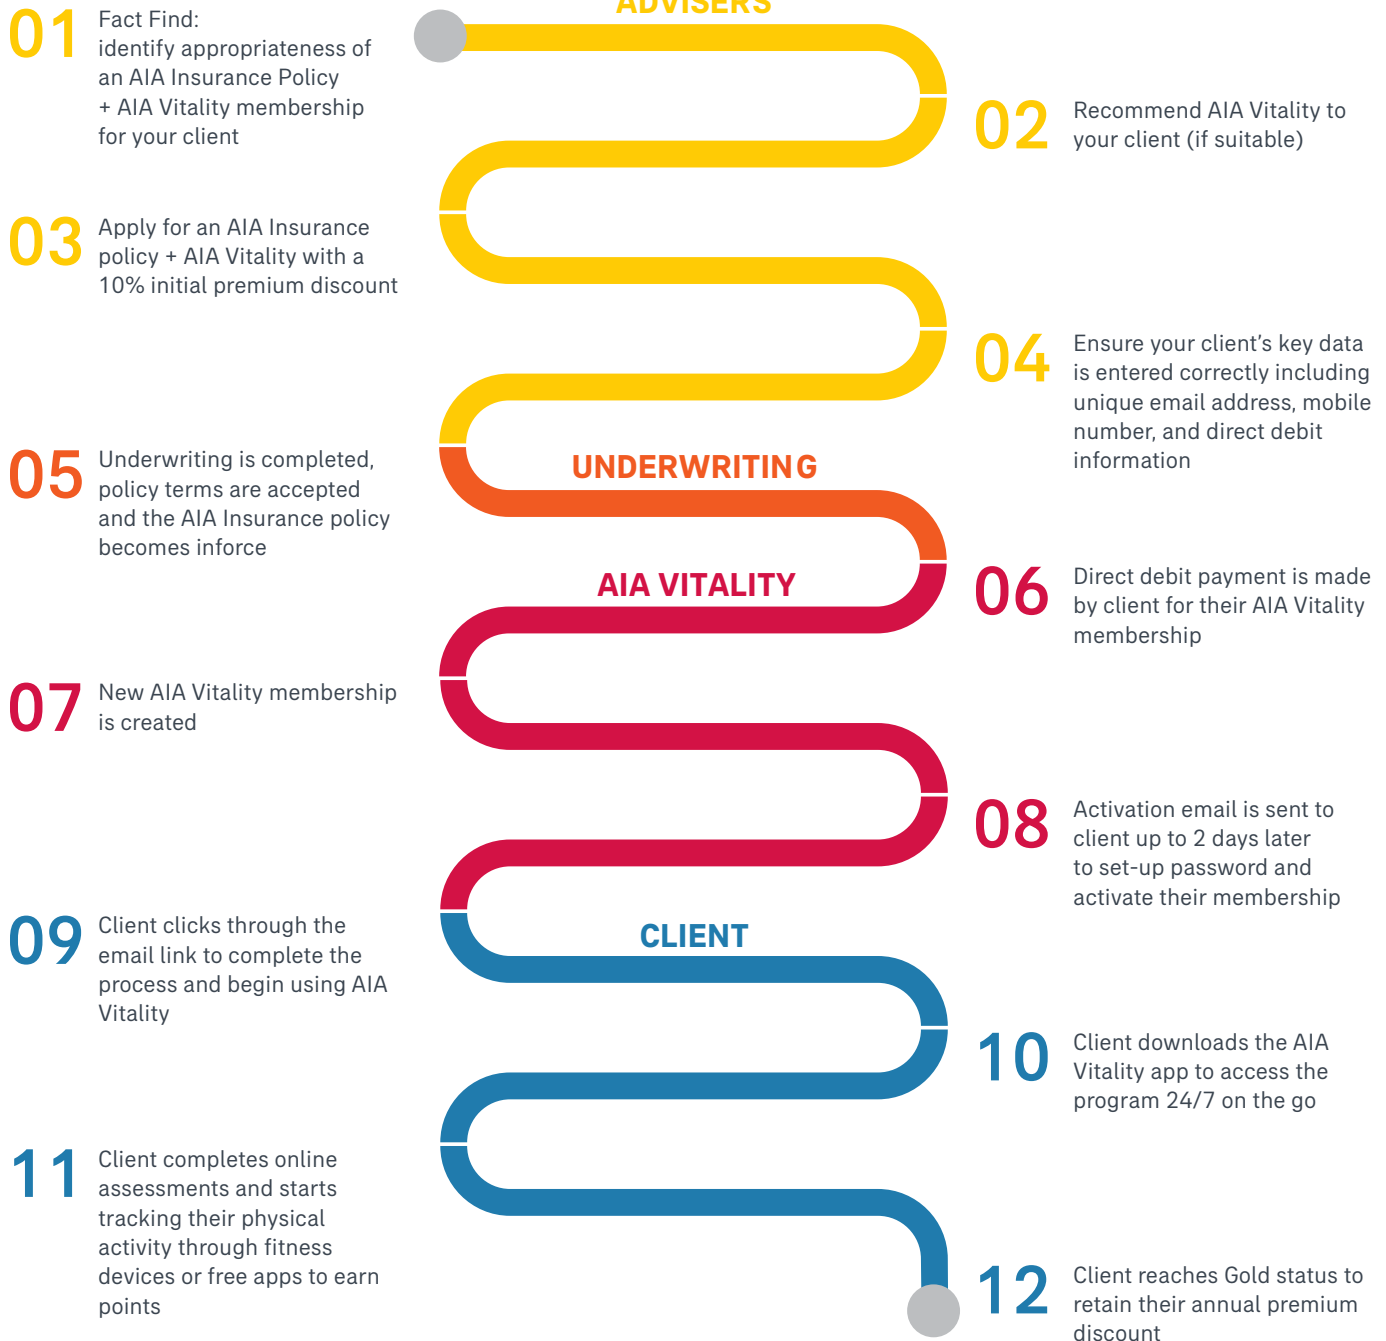 ADVISERS
01
Fact Find:
identify appropriateness of
an AIA Insurance Policy
+ AIA Vitality membership
for your client
02
Recommend AIA Vitality to
your client (if suitable)
03
Apply for an AIA Insurance
policy + AIA Vitality with a
10% initial premium discount
04
Ensure your client’s key data
is entered correctly including
unique email address, mobile
number, and direct debit
information
UNDERWRITING
05
Underwriting is completed,
policy terms are accepted
and the AIA Insurance policy
becomes inforce
AIA VITALITY
06
Direct debit payment is made
by client for their AIA Vitality
membership
07
New AIA Vitality membership
is created
08
Activation email is sent to
client up to 2 days later
to set-up password and
activate their membership
CLIENT
09
Client clicks through the
email link to complete the
process and begin using AIA
Vitality
10
Client downloads the AIA
Vitality app to access the
program 24/7 on the go
11
Client completes online
assessments and starts
tracking their physical
activity through fitness
devices or free apps to earn
points
12
Client reaches Gold status to
retain their annual premium
discount